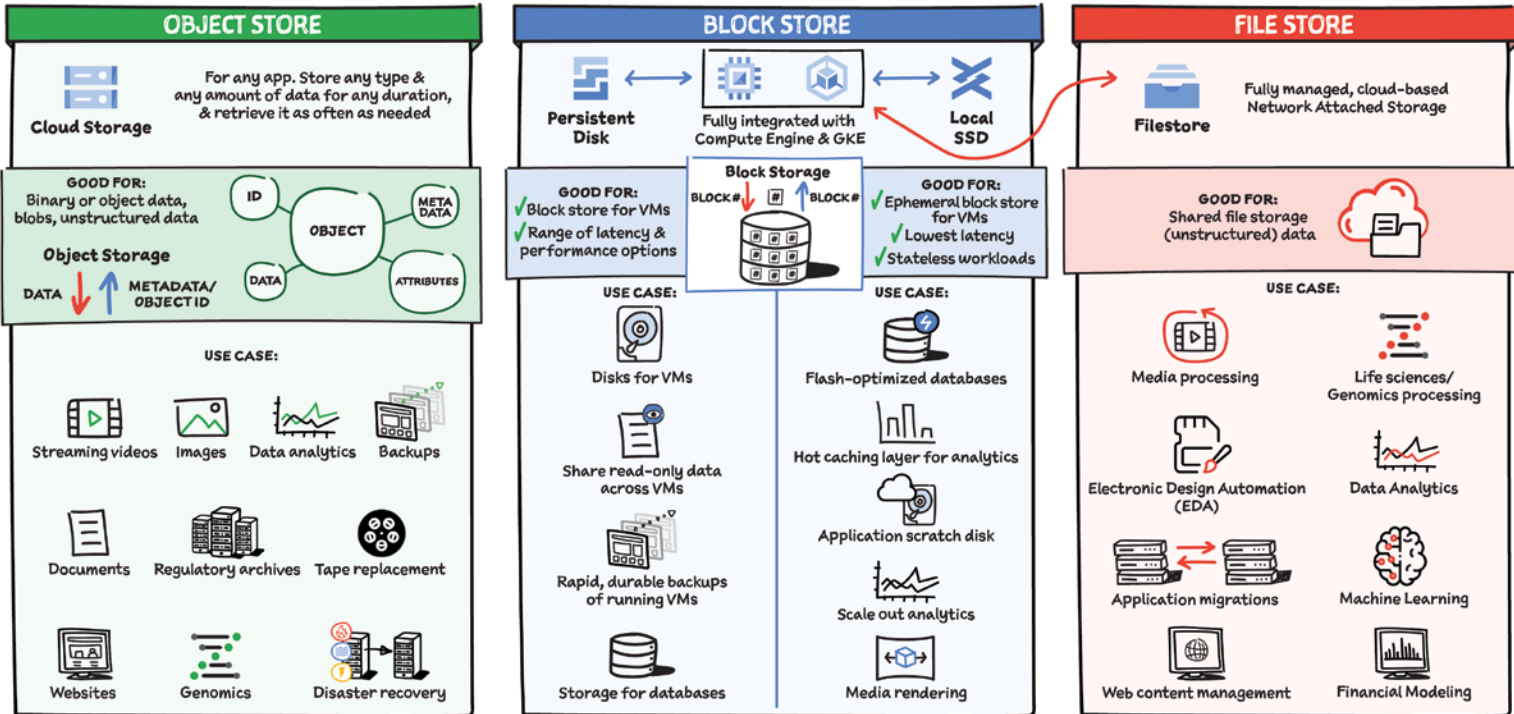 OBJECT STORE
Cloud Storage
For any app. Store any type &
any amount of data for any duration,
& retrieve it as often as needed
GOOD FOR:
Binary or object data,
blobs, unstructured data
Object Storage
DATA
METADATA/
OBJECT ID
ID
META
DATA
OBJECT
DATA
ATTRIBUTES
USE CASE:
Streaming videos
Images
Data analytics
Backups
Documents
Regulatory archives
Tape replacement
Websites
Genomics
Disaster recovery
BLOCK STORE
Persistent
Disk
Fully integrated with
Compute Engine & GKE
Local
SSD
GOOD FOR:
Block store for VMs
Range of latency &
performance options
Block Storage
BLOCK#
#
BLOCK#
# # #
# # #
# # #
GOOD FOR:
Ephemeral block store
for VMs
Lowest latency
Stateless workloads
USE CASE:
Disks for VMs
Share read-only data
across VMs
Rapid, durable backups
of running VMs
Storage for databases
USE CASE:
Flash-optimized databases
Hot caching layer for analytics
Application scratch disk
Scale out analytics
Media rendering
FILE STORE
Filestore
Fully managed, cloud-based
Network Attached Storage
GOOD FOR:
Shared file storage
(unstructured) data
USE CASE:
Media processing
Life sciences/
Genomics processing
Electronic Design Automation
(EDA)
Data Analytics
Application migrations
Machine Learning
Web content management
Financial Modeling